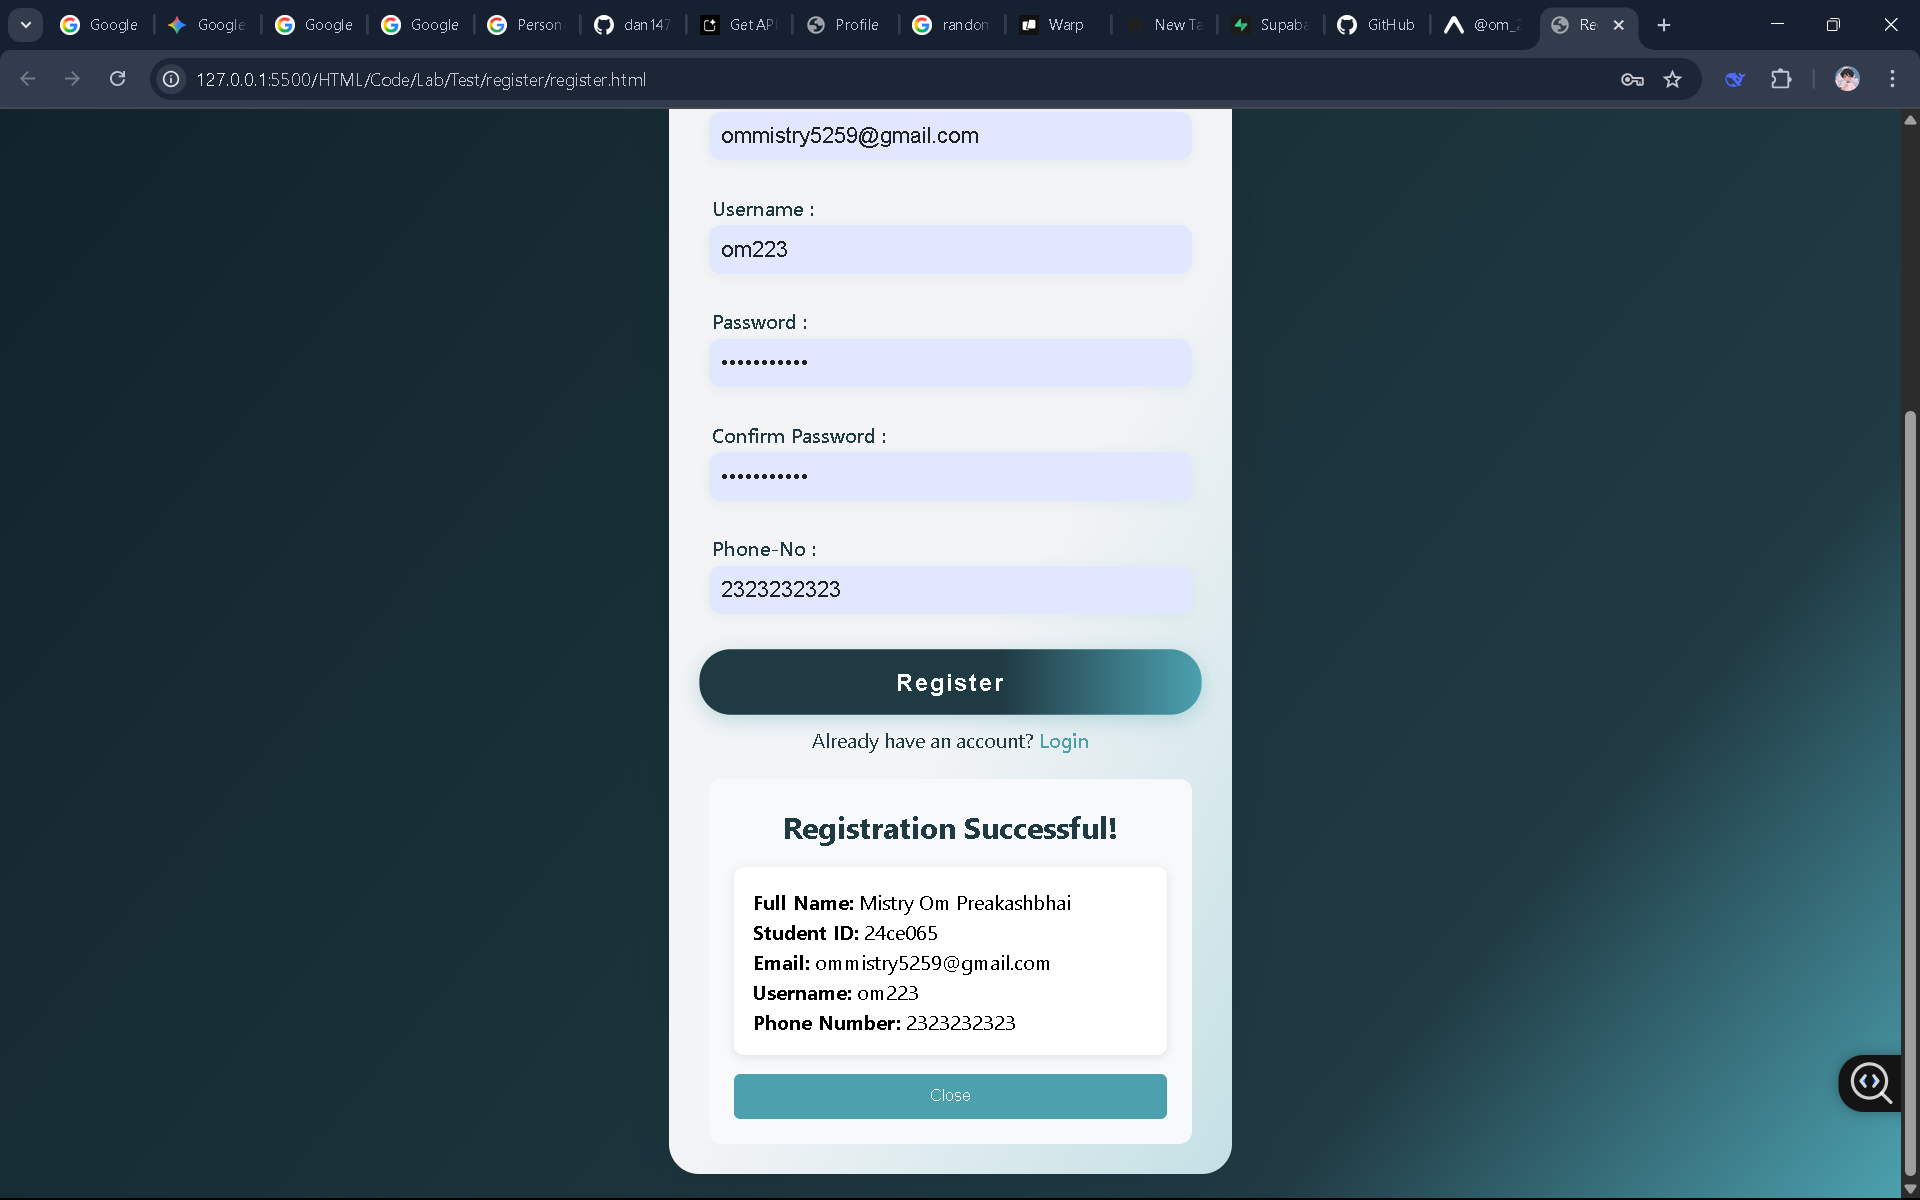 Google
Google
Google
Google
Person
dan147
Get API
Profile
random
Warp
New Ta
Supaba
GitHub
@om_2
Re
127.0.0.1:5500/HTML/Code/Lab/Test/register/register.html
ommistry5259@gmail.com
Username :
om223
Password :
•••••••••••
Confirm Password :
•••••••••••
Phone-No :
2323232323
Register
Already have an account? Login
Registration Successful!
Full Name: Mistry Om Preakashbhai
Student ID: 24ce065
Email: ommistry5259@gmail.com
Username: om223
Phone Number: 2323232323
Close